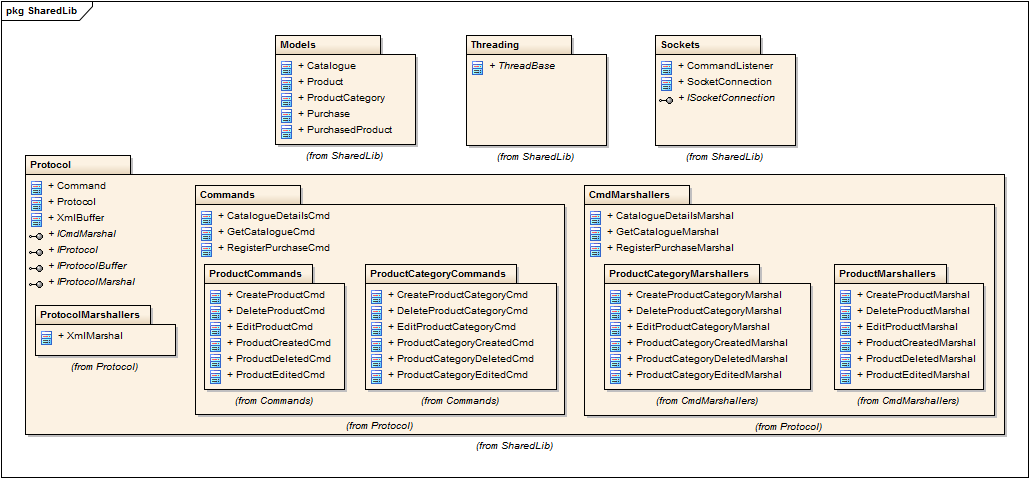 pkg SharedLib
Models
+ Catalogue
+ Product
+ ProductCategory
+ Purchase
+ PurchasedProduct
(from SharedLib)
Threading
+ ThreadBase
(from SharedLib)
Sockets
+ CommandListener
+ SocketConnection
+ ISocketConnection
(from SharedLib)
Protocol
+ Command
+ Protocol
+ XmlBuffer
+ ICmdMarshal
+ IProtocol
+ IProtocolBuffer
+ IProtocolMarshal
ProtocolMarshallers
+ XmlMarshal
(from Protocol)
Commands
+ CatalogueDetailsCmd
+ GetCatalogueCmd
+ RegisterPurchaseCmd
ProductCommands
+ CreateProductCmd
+ DeleteProductCmd
+ EditProductCmd
+ ProductCreatedCmd
+ ProductDeletedCmd
+ ProductEditedCmd
(from Commands)
ProductCategoryCommands
+ CreateProductCategoryCmd
+ DeleteProductCategoryCmd
+ EditProductCategoryCmd
+ ProductCategoryCreatedCmd
+ ProductCategoryDeletedCmd
+ ProductCategoryEditedCmd
(from Commands)
(from Protocol)
CmdMarshallers
+ CatalogueDetailsMarshal
+ GetCatalogueMarshal
+ RegisterPurchaseMarshal
ProductCategoryMarshallers
+ CreateProductCategoryMarshal
+ DeleteProductCategoryMarshal
+ EditProductCategoryMarshal
+ ProductCategoryCreatedMarshal
+ ProductCategoryDeletedMarshal
+ ProductCategoryEditedMarshal
(from CmdMarshallers)
ProductMarshallers
+ CreateProductMarshal
+ DeleteProductMarshal
+ EditProductMarshal
+ ProductCreatedMarshal
+ ProductDeletedMarshal
+ ProductEditedMarshal
(from CmdMarshallers)
(from Protocol)
(from SharedLib)